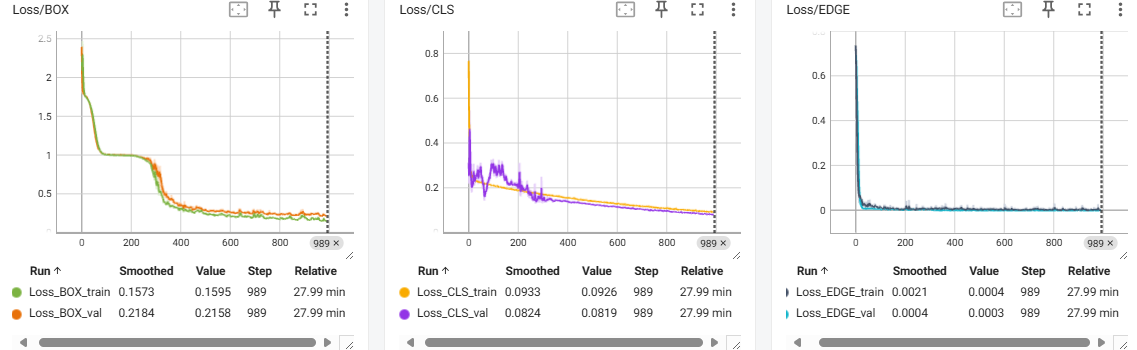 Loss/BOX
2.5
2
1.5
1
0.5
0 200 400 600 800 989 ×
Run ↑ Smoothed Value Step Relative
Loss_BOX_train 0.1573 0.1595 989 27.99 min
Loss_BOX_val 0.2184 0.2158 989 27.99 min
Loss/CLS
0.8
0.6
0.4
0.2
0 200 400 600 800 989 ×
Run ↑ Smoothed Value Step Relative
Loss_CLS_train 0.0933 0.0926 989 27.99 min
Loss_CLS_val 0.0824 0.0819 989 27.99 min
Loss/EDGE
0.6
0.4
0.2
0
0 200 400 600 800 989 ×
Run ↑ Smoothed Value Step Relative
Loss_EDGE_train 0.0021 0.0004 989 27.99 min
Loss_EDGE_val 0.0004 0.0003 989 27.99 min